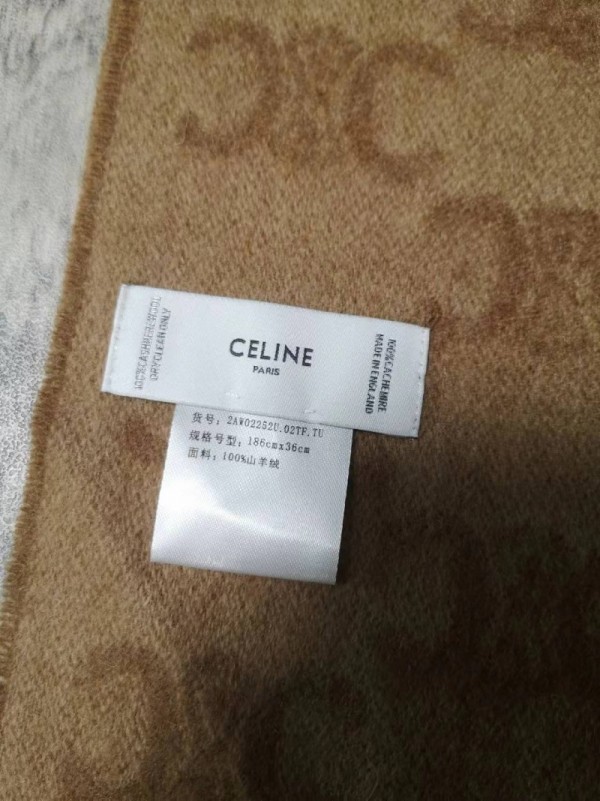 CELINE
PARIS
100%CACHEMIRE
MADE IN ENGLAND
货号: 2AW02252U.02TF.TU
规格号型: 186cmx36cm
面料: 100%山羊绒